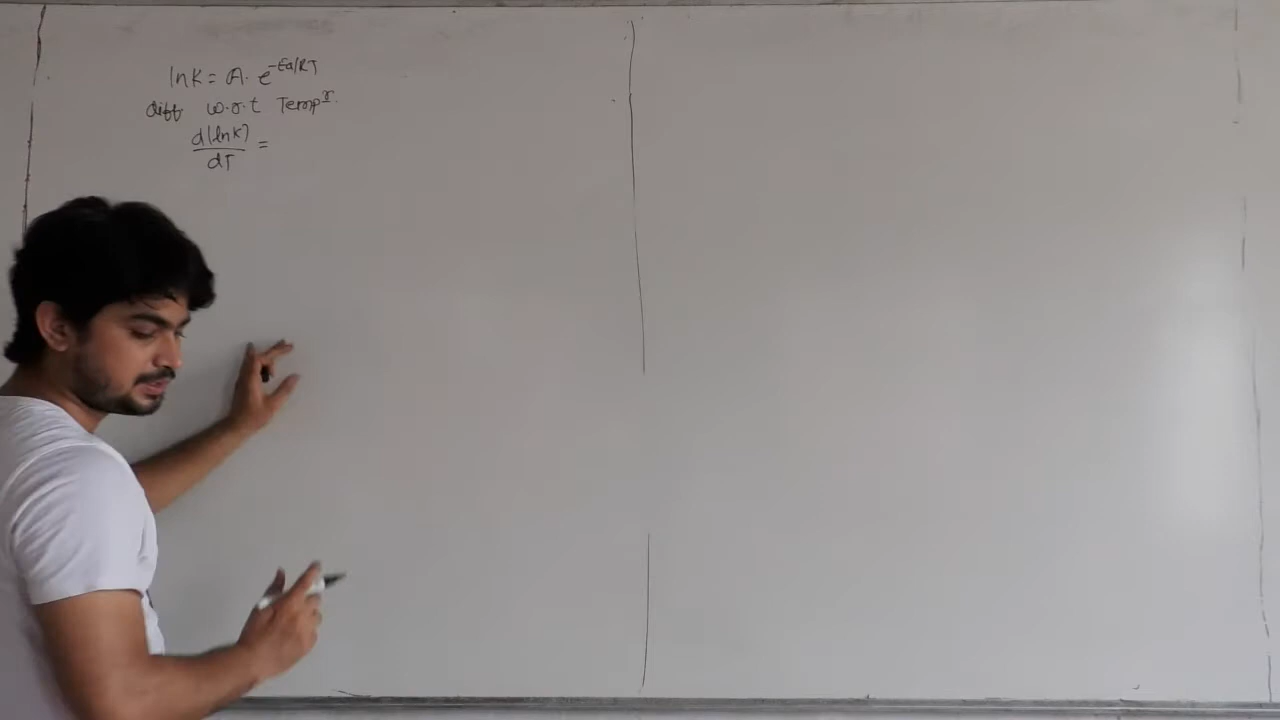 lnK = A. e^{-Ea/RT}
diff w.r.t Temp^r.
d(lnK)/dT =